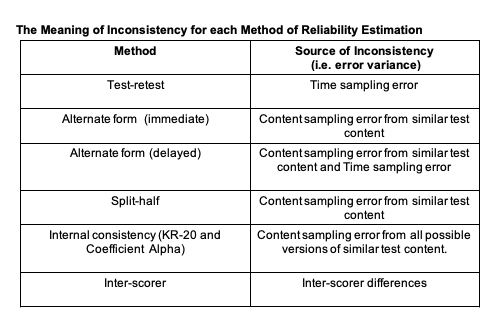 The Meaning of Inconsistency for each Method of Reliability Estimation
Method
Source of Inconsistency
(i.e. error variance)
Test-retest
Time sampling error
Alternate form (immediate)
Content sampling error from similar test
content
Alternate form (delayed)
Content sampling error from similar test
content and Time sampling error
Split-half
Content sampling error from similar test
content
Internal consistency (KR-20 and
Coefficient Alpha)
Content sampling error from all possible
versions of similar test content.
Inter-scorer
Inter-scorer differences